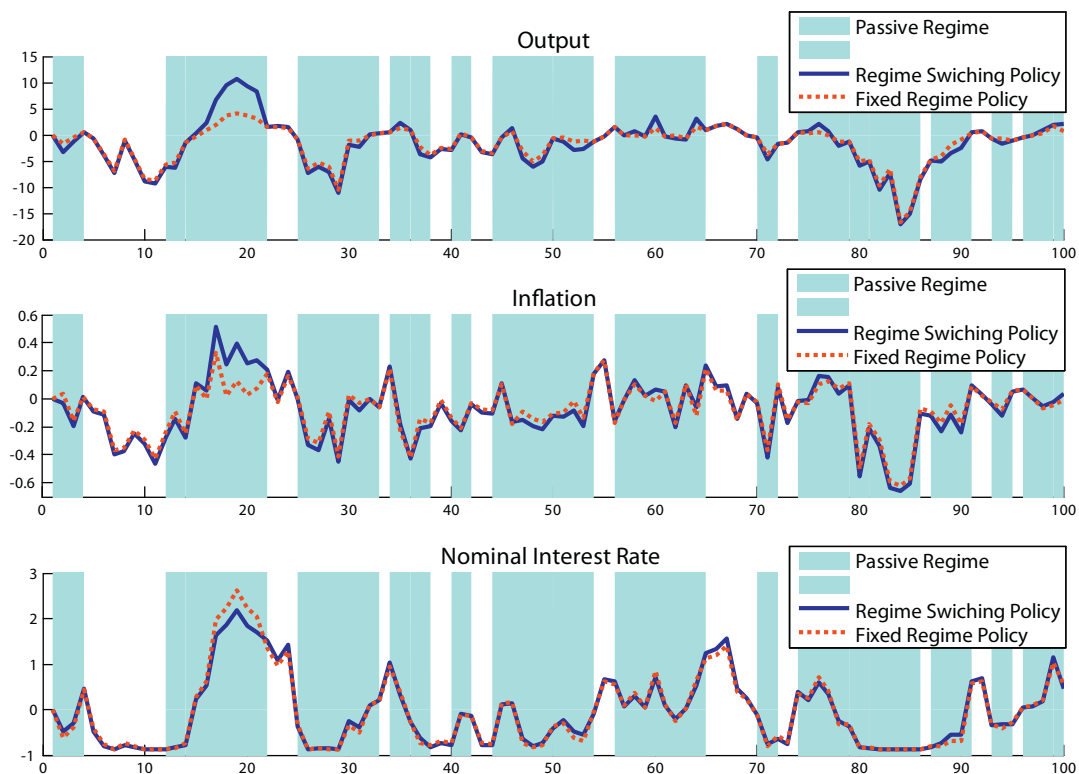 Output
Passive Regime
Regime Swiching Policy
Fixed Regime Policy
15
10
5
0
-5
-10
-15
-20
0 10 20 30 40 50 60 70 80 90 100
Inflation
Passive Regime
Regime Swiching Policy
Fixed Regime Policy
0.6
0.4
0.2
0
-0.2
-0.4
-0.6
0 10 20 30 40 50 60 70 80 90 100
Nominal Interest Rate
Passive Regime
Regime Swiching Policy
Fixed Regime Policy
3
2
1
0
-1
0 10 20 30 40 50 60 70 80 90 100